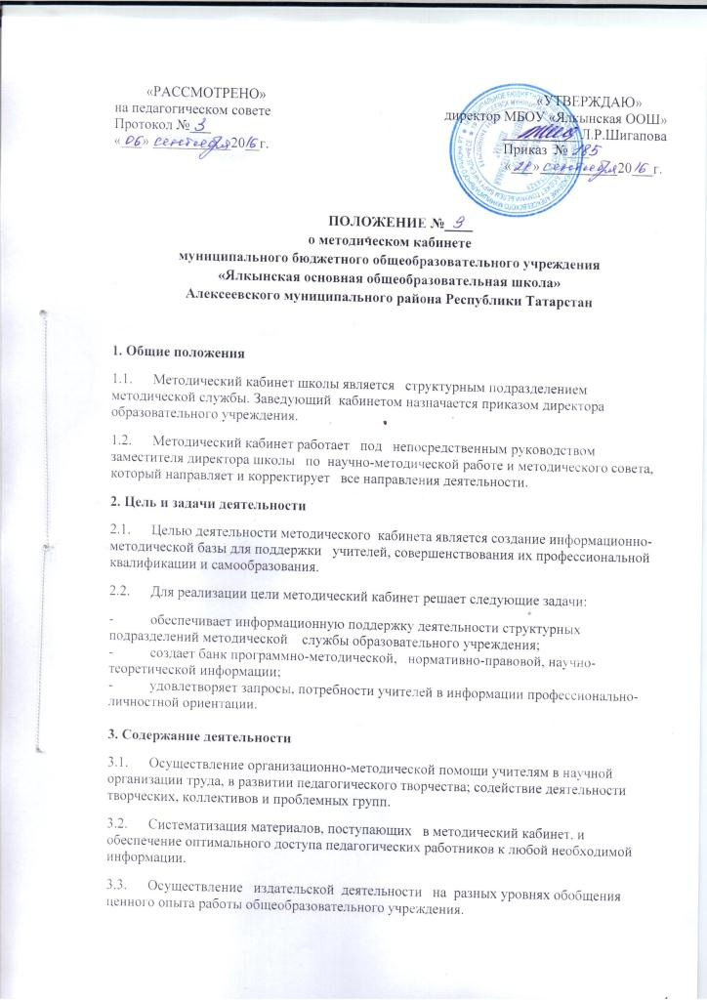 «РАССМОТРЕНО»
на педагогическом совете
Протокол № 3
« 06 » сентября 2016 г.
«УТВЕРЖДАЮ»
директор МБОУ «Ялкынская ООШ»
Л.Р.Шигапова
Приказ № 185
« 21 » сентября 2016 г.
ПОЛОЖЕНИЕ № 9
о методическом кабинете
муниципального бюджетного общеобразовательного учреждения
«Ялкынская основная общеобразовательная школа»
Алексеевского муниципального района Республики Татарстан
1. Общие положения
1.1. Методический кабинет школы является структурным подразделением
методической службы. Заведующий кабинетом назначается приказом директора
образовательного учреждения.
1.2. Методический кабинет работает под непосредственным руководством
заместителя директора школы по научно-методической работе и методического совета,
который направляет и корректирует все направления деятельности.
2. Цель и задачи деятельности
2.1. Целью деятельности методического кабинета является создание информационно-
методической базы для поддержки учителей, совершенствования их профессиональной
квалификации и самообразования.
2.2. Для реализации цели методический кабинет решает следующие задачи:
- обеспечивает информационную поддержку деятельности структурных
подразделений методической службы образовательного учреждения;
- создает банк программно-методической, нормативно-правовой, научно-
теоретической информации;
- удовлетворяет запросы, потребности учителей в информации профессионально-
личностной ориентации.
3. Содержание деятельности
3.1. Осуществление организационно-методической помощи учителям в научной
организации труда, в развитии педагогического творчества; содействие деятельности
творческих, коллективов и проблемных групп.
3.2. Систематизация материалов, поступающих в методический кабинет, и
обеспечение оптимального доступа педагогических работников к любой необходимой
информации.
3.3. Осуществление издательской деятельности на разных уровнях обобщения
ценного опыта работы общеобразовательного учреждения.